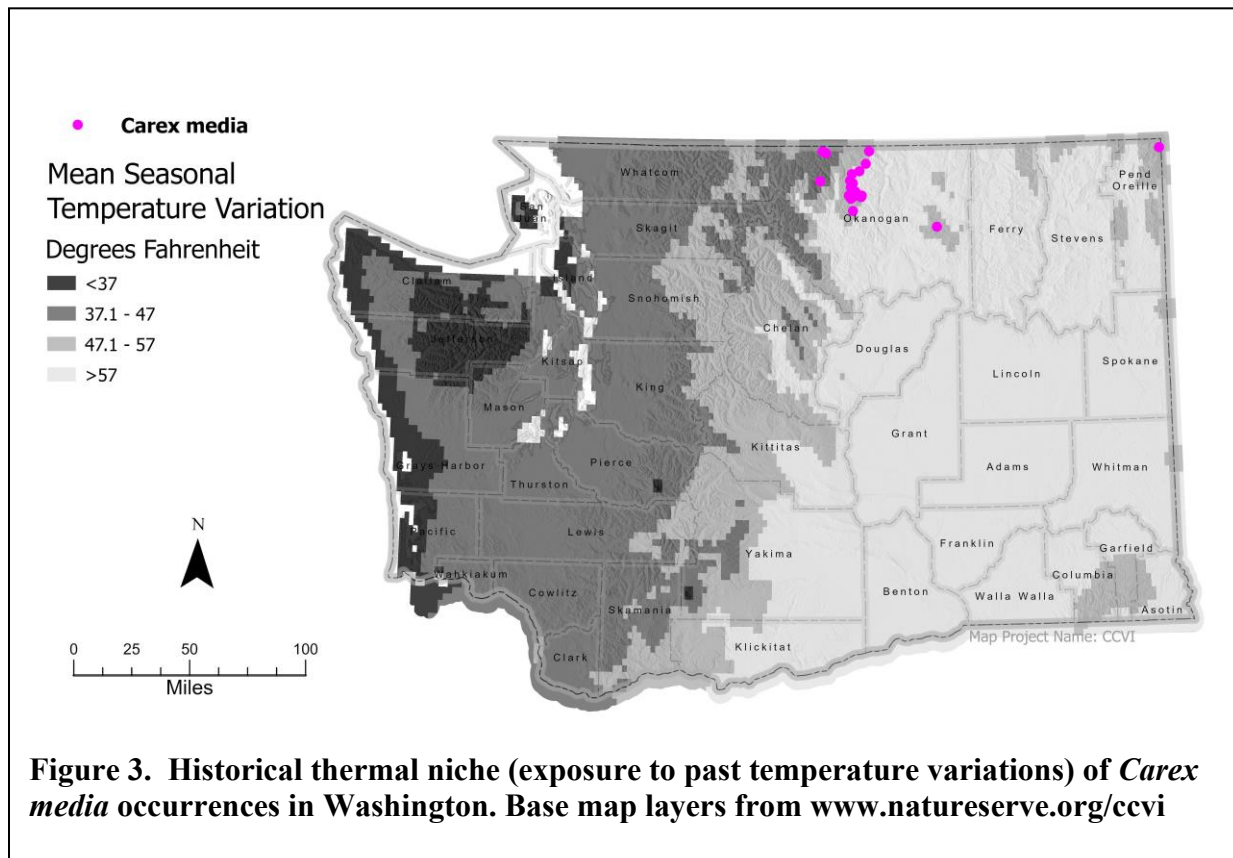 Carex media
Mean Seasonal
Temperature Variation
Degrees Fahrenheit
<37
37.1 - 47
47.1 - 57
>57
N
0 25 50 100
Miles
Whatcom
San
Juan
Skagit
Island
Clallam
Snohomish
Jefferson
Kitsap
King
Mason
Grays Harbor
Thurston
Pierce
Pacific
Lewis
Wahkiakum
Cowlitz
Skamania
Clark
Okanogan
Ferry
Stevens
Pend
Oreille
Chelan
Douglas
Lincoln
Spokane
Kittitas
Grant
Adams
Whitman
Yakima
Franklin
Garfield
Columbia
Benton
Walla Walla
Asotin
Klickitat
Map Project Name: CCVI
Figure 3. Historical thermal niche (exposure to past temperature variations) of Carex
media occurrences in Washington. Base map layers from www.natureserve.org/ccvi